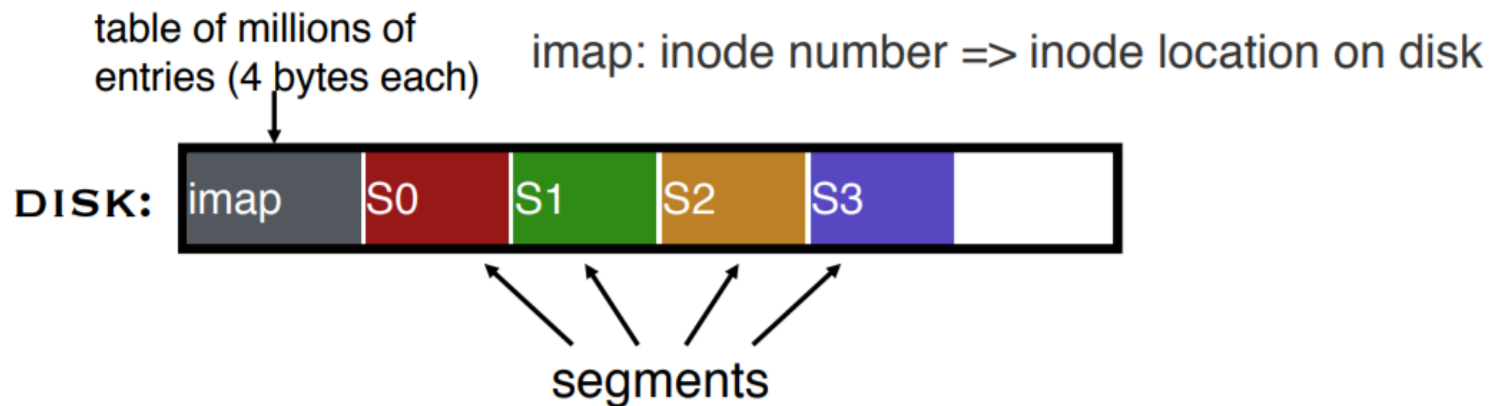 table of millions of
entries (4 bytes each)
imap: inode number => inode location on disk
DISK:
imap
S0
S1
S2
S3
segments